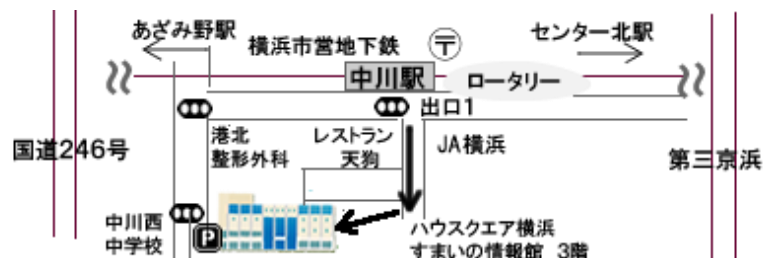 あざみ野駅
横浜市営地下鉄
〒
センター北駅
中川駅
ロータリー
出口1
国道246号
港北
整形外科
レストラン
天狗
JA横浜
第三京浜
中川西
中学校
P
ハウスクエア横浜
すまいの情報館 3階